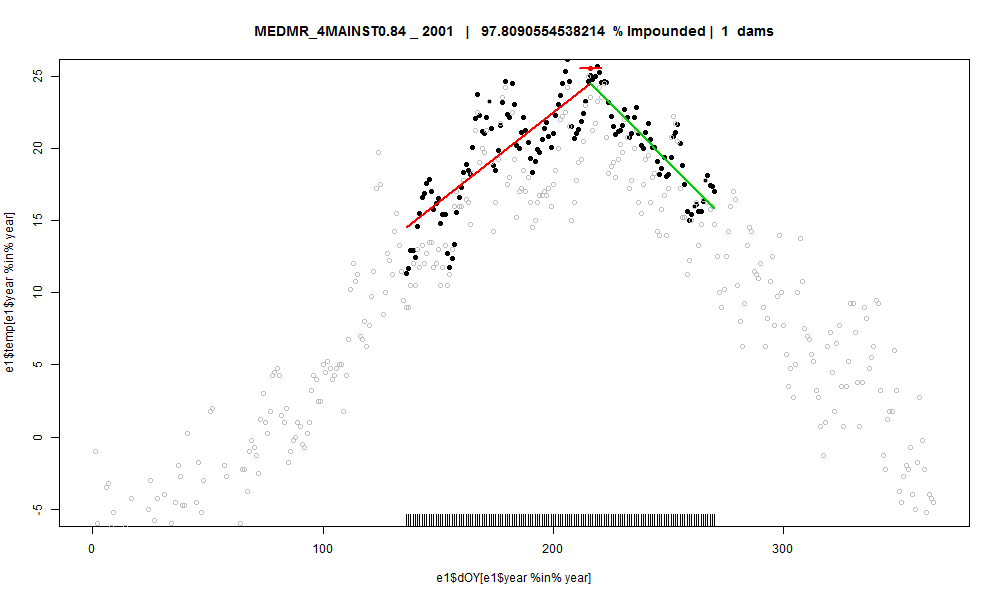 MEDMR_4MAINST0.84 _ 2001 | 97.8090554538214 % Impounded | 1 dams
25
20
15
10
5
0
-5
e1$temp[e1$year %in% year]
0 100 200 300
e1$dOY[e1$year %in% year]